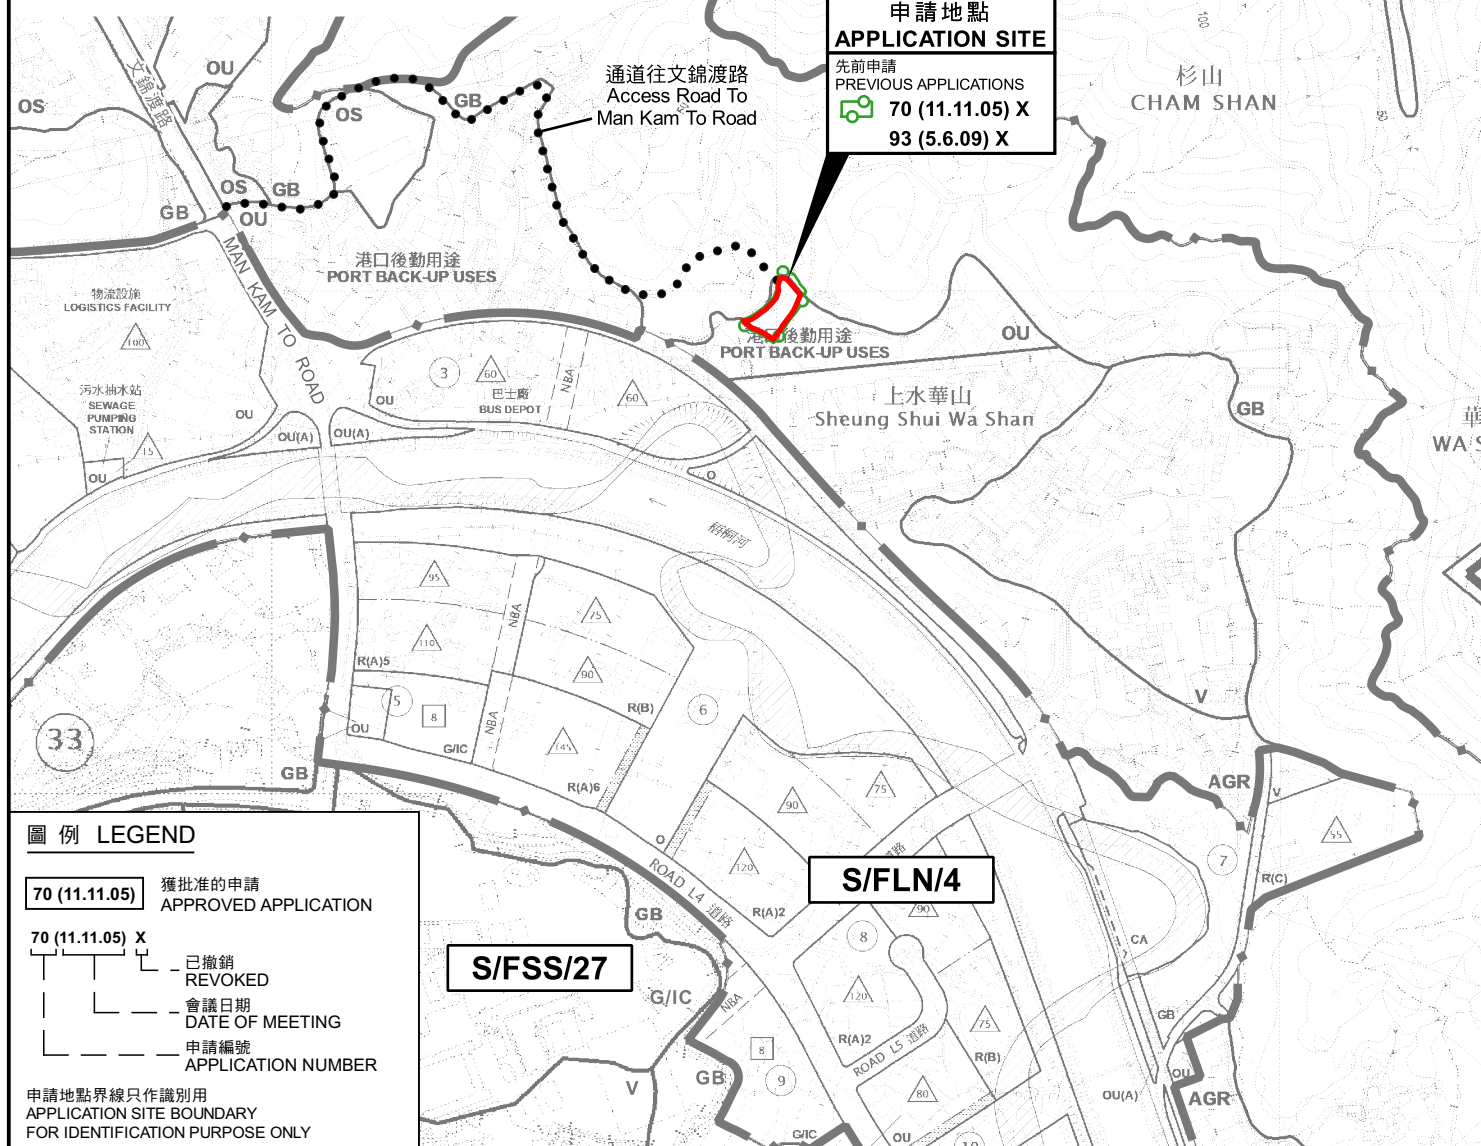 申請地點
APPLICATION SITE
先前申請
PREVIOUS APPLICATIONS
70 (11.11.05) X
93 (5.6.09) X
通道往文錦渡路
Access Road To
Man Kam To Road
杉山
CHAM SHAN
100
文錦渡路
OU
OS
OS
GB
OS
GB
GB
OU
MAN KAM TO ROAD
港口後勤用途
PORT BACK-UP USES
物流設施
LOGISTICS FACILITY
100
污水抽水站
SEWAGE
PUMPING
STATION
15
OU
OU
OU
OU(A)
OU(A)
3
60
巴士廠
BUS DEPOT
NBA
60
港口後勤用途
PORT BACK-UP USES
OU
上水華山
Sheung Shui Wa Shan
GB
華
WA S
O
梧桐河
95
110
NBA
75
90
R(A)5
5
8
OU
G/IC
NBA
145
R(B)
R(A)6
6
33
GB
V
AGR
V
55
R(C)
7
90
75
O
120
R(A)2
ROAD L4 道路
道路
90
S/FLN/4
S/FSS/27
GB
G/IC
NBA
8
120
R(A)2
ROAD L5 道路
75
R(B)
CA
GB
OU
OU(A)
AGR
V
GB
8
9
80
G/IC
OU
10
圖 例 LEGEND
70 (11.11.05)
獲批准的申請
APPROVED APPLICATION
70 (11.11.05) X
已撤銷
REVOKED
會議日期
DATE OF MEETING
申請編號
APPLICATION NUMBER
申請地點界線只作識別用
APPLICATION SITE BOUNDARY
FOR IDENTIFICATION PURPOSE ONLY